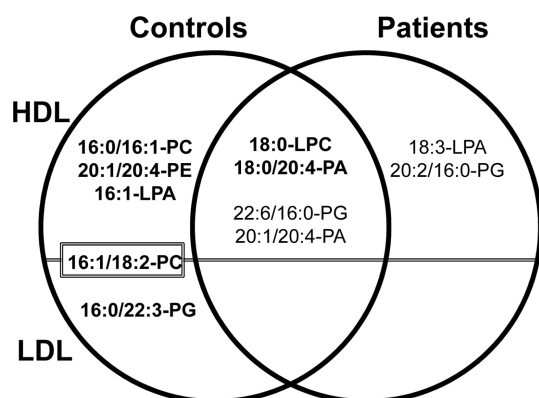 Controls
Patients
HDL
16:0/16:1-PC
20:1/20:4-PE
16:1-LPA
18:0-LPC
18:0/20:4-PA
22:6/16:0-PG
20:1/20:4-PA
18:3-LPA
20:2/16:0-PG
16:1/18:2-PC
16:0/22:3-PG
LDL